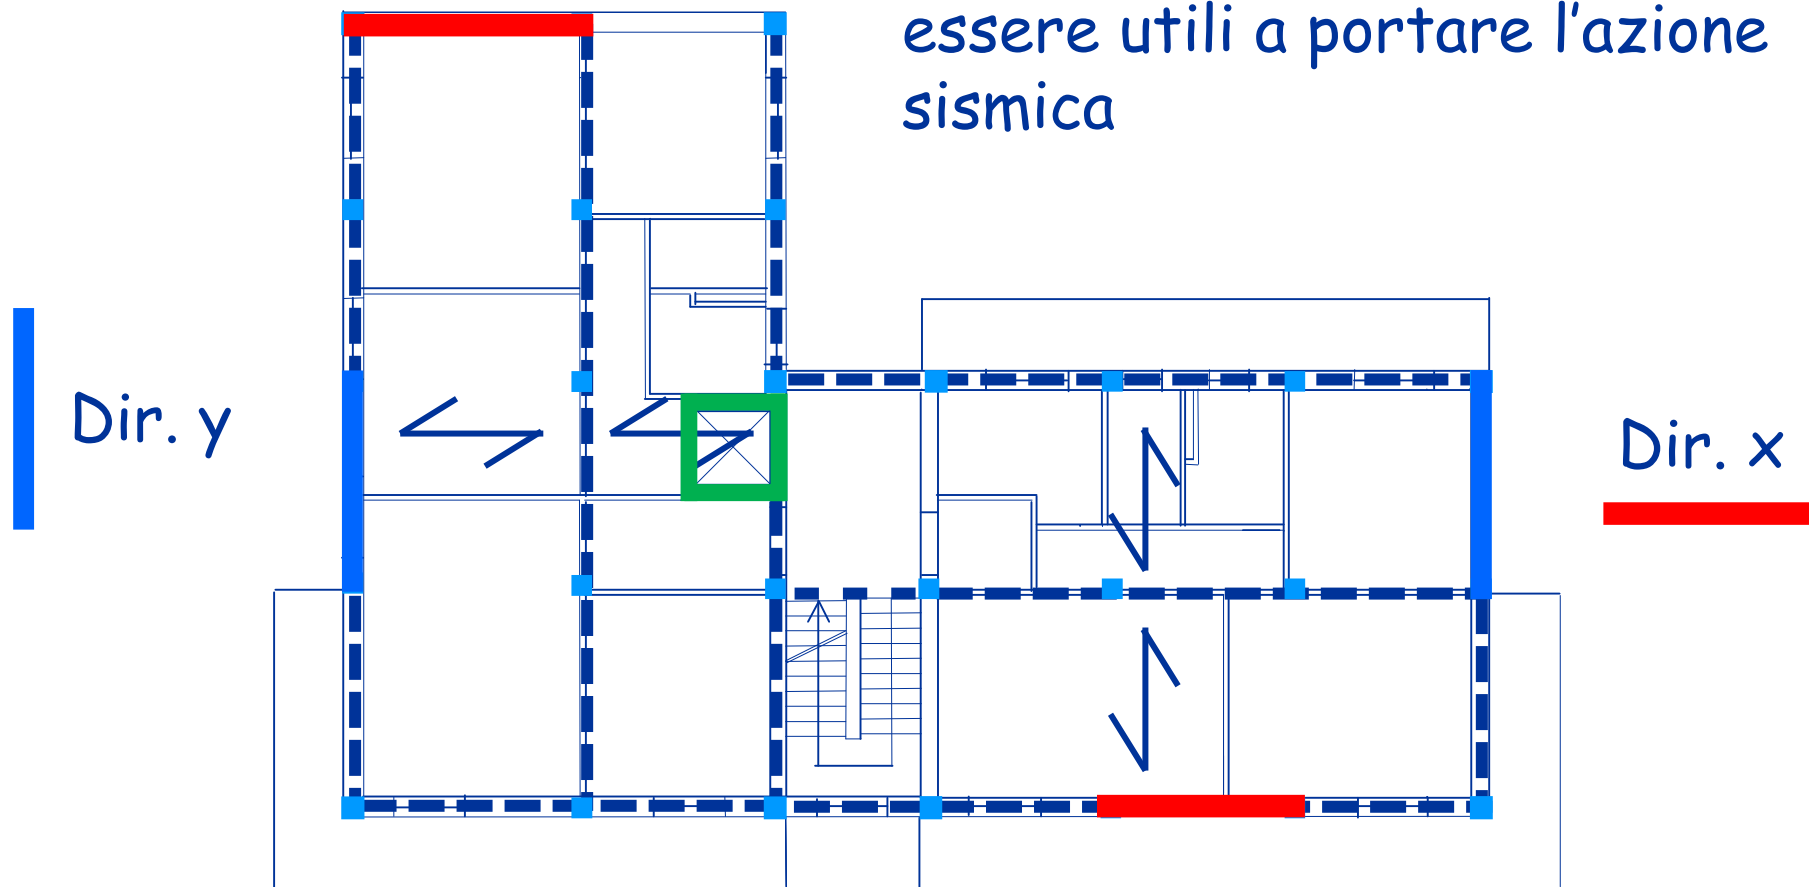 essere utili a portare l’azione
sismica
Dir. y
Dir. x